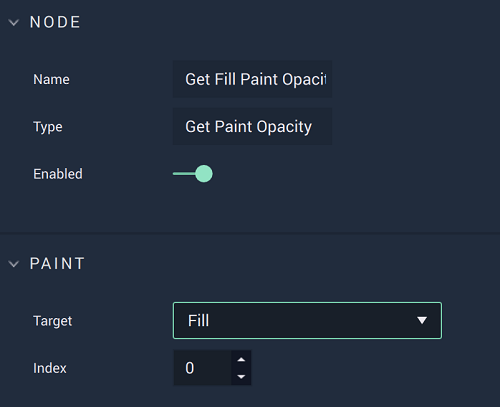 NODE
Name Get Fill Paint Opacit
Type Get Paint Opacity
Enabled
PAINT
Target Fill
Index 0